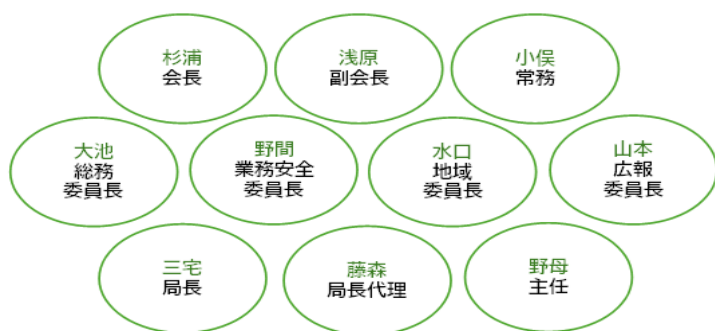 杉浦
会長
浅原
副会長
小俣
常務
大池
総務
委員長
野間
業務安全
委員長
水口
地域
委員長
山本
広報
委員長
三宅
局長
藤森
局長代理
野母
主任